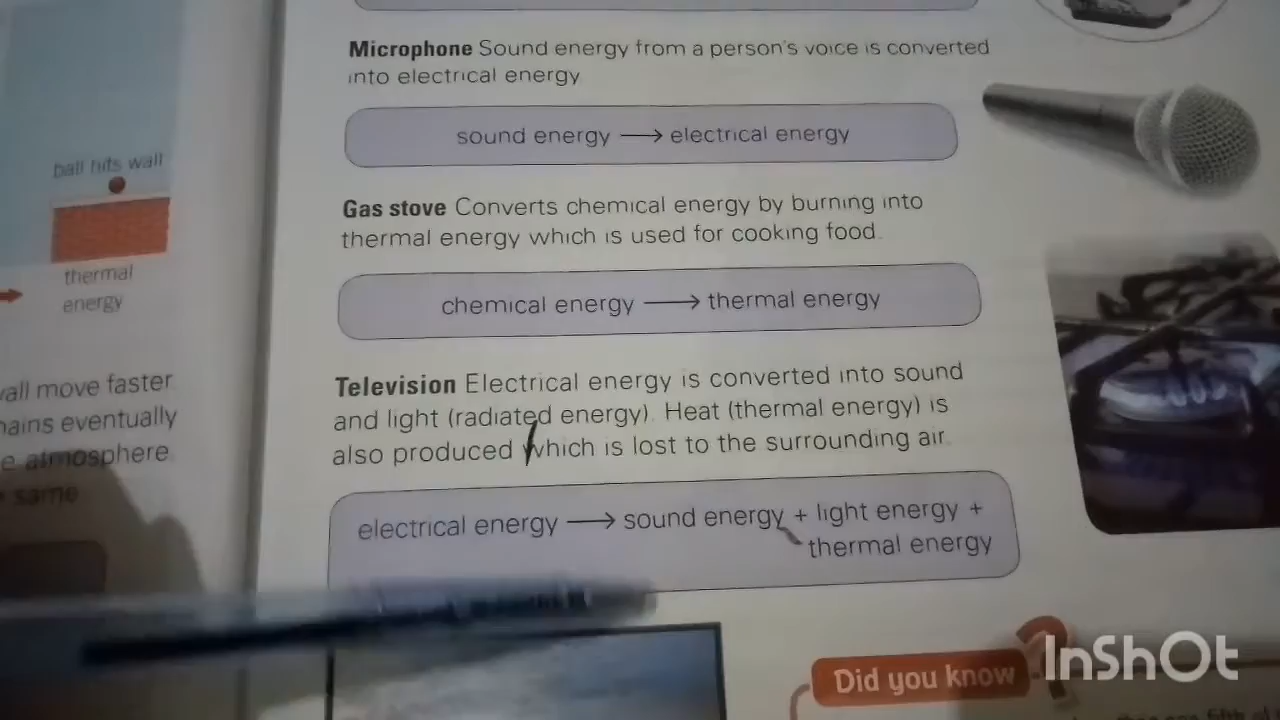 Microphone Sound energy from a person's voice is converted
into electrical energy
sound energy → electrical energy
Gas stove Converts chemical energy by burning into
thermal energy which is used for cooking food.
chemical energy → thermal energy
Television Electrical energy is converted into sound
and light (radiated energy). Heat (thermal energy) is
also produced which is lost to the surrounding air.
electrical energy → sound energy + light energy +
thermal energy
Did you know ?
ball hits wall
thermal
energy
move faster
eventually
atmosphere
same
InShOt